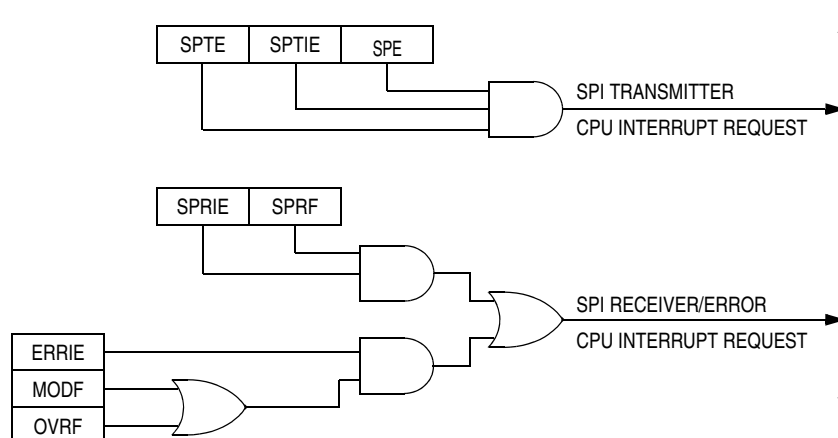 SPTE SPTIE SPE
SPI TRANSMITTER
CPU INTERRUPT REQUEST
SPRIE SPRF
SPI RECEIVER/ERROR
CPU INTERRUPT REQUEST
ERRIE
MODF
OVRF